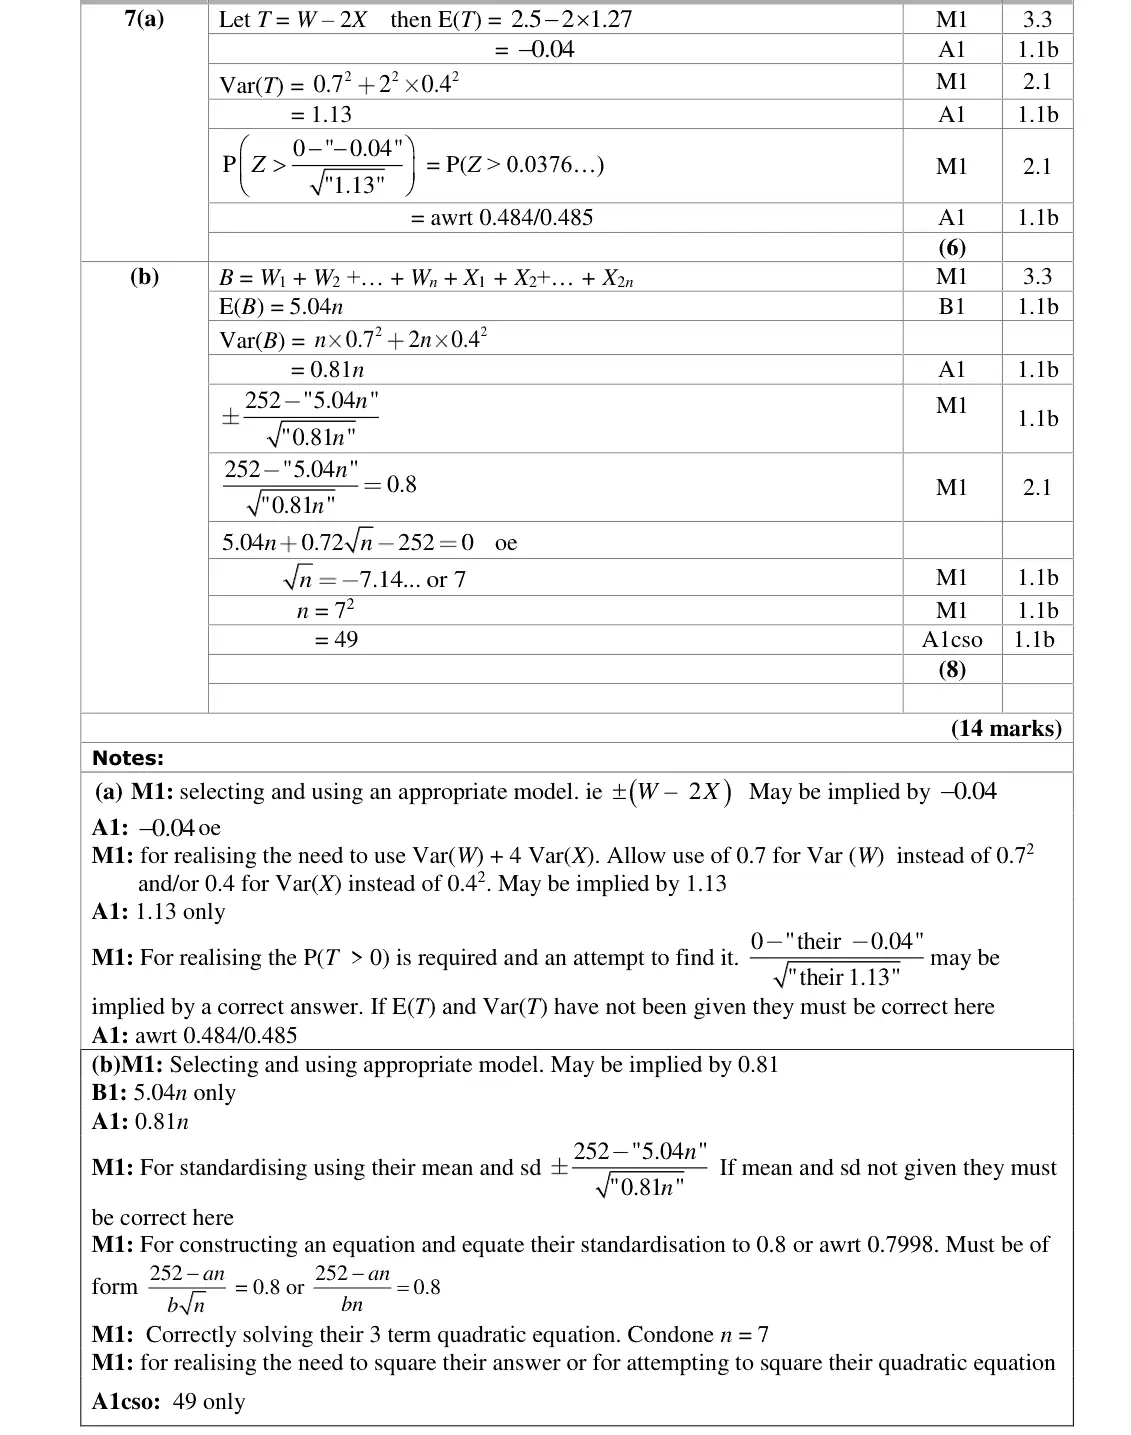 7(a) Let T = W – 2X then E(T) = 2.5 – 2 × 1.27 M1 3.3
= –0.04 A1 1.1b
Var(T) = 0.7² + 2² × 0.4² M1 2.1
= 1.13 A1 1.1b
P(Z > (0 – "–0.04") / √"1.13") = P(Z > 0.0376…) M1 2.1
= awrt 0.484/0.485 A1 1.1b
(6)
(b) B = W₁ + W₂ +… + Wₙ + X₁ + X₂+… + X₂ₙ M1 3.3
E(B) = 5.04n B1 1.1b
Var(B) = n × 0.7² + 2n × 0.4²
= 0.81n A1 1.1b
± (252 – "5.04n") / √"0.81n" M1 1.1b
(252 – "5.04n") / √"0.81n" = 0.8 M1 2.1
5.04n + 0.72√n – 252 = 0 oe
√n = –7.14... or 7 M1 1.1b
n = 7² M1 1.1b
= 49 A1cso 1.1b
(8)
(14 marks)
Notes:
(a) M1: selecting and using an appropriate model. ie ±(W – 2X) May be implied by –0.04
A1: –0.04 oe
M1: for realising the need to use Var(W) + 4 Var(X). Allow use of 0.7 for Var (W) instead of 0.7²
and/or 0.4 for Var(X) instead of 0.4². May be implied by 1.13
A1: 1.13 only
M1: For realising the P(T > 0) is required and an attempt to find it. (0 – "their –0.04") / √"their 1.13" may be
implied by a correct answer. If E(T) and Var(T) have not been given they must be correct here
A1: awrt 0.484/0.485
(b)M1: Selecting and using appropriate model. May be implied by 0.81
B1: 5.04n only
A1: 0.81n
M1: For standardising using their mean and sd ± (252 – "5.04n") / √"0.81n" If mean and sd not given they must
be correct here
M1: For constructing an equation and equate their standardisation to 0.8 or awrt 0.7998. Must be of
form (252 – an) / b√n = 0.8 or (252 – an) / bn = 0.8
M1: Correctly solving their 3 term quadratic equation. Condone n = 7
M1: for realising the need to square their answer or for attempting to square their quadratic equation
A1cso: 49 only